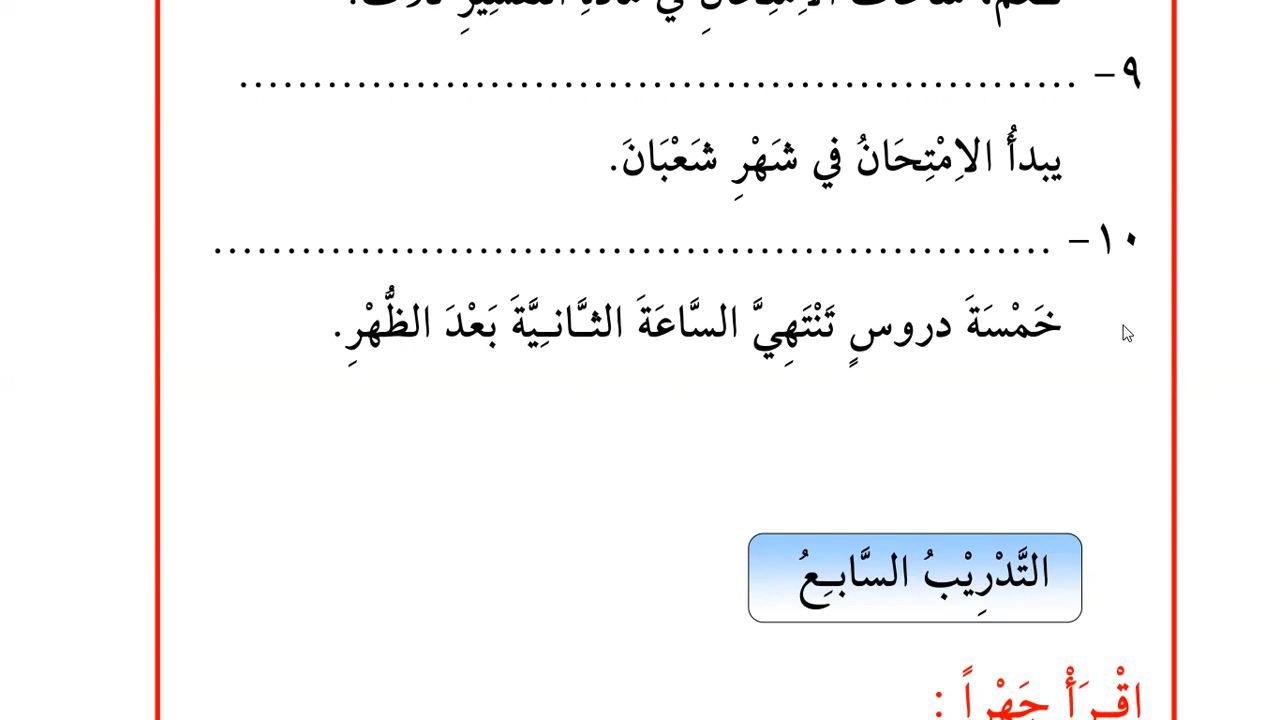 ٩- .........................................................
يبدأُ الاِمْتِحَانُ في شَهْرِ شَعْبَانَ.
١٠- .........................................................
خَمْسَةَ دروسٍ تَنْتَهِيَّ السَّاعَةَ الثَّانِيَّةَ بَعْدَ الظُّهْرِ.
التَّدْرِيْبُ السَّابِعُ
اقْرَأْ جَهْراً :